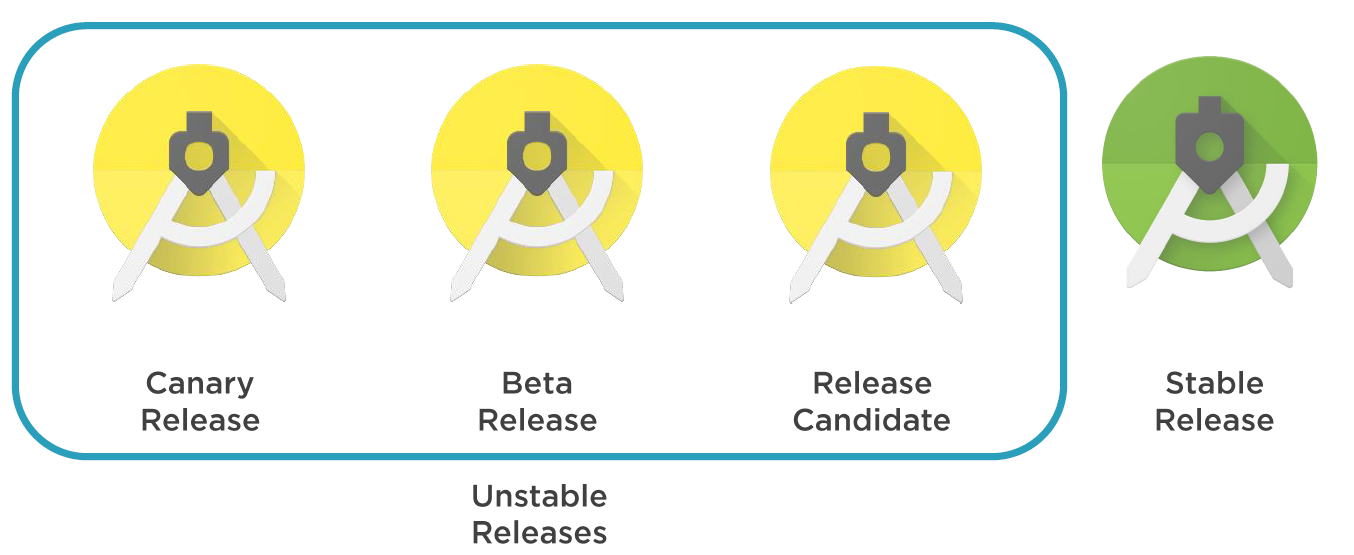 Canary
Release
Beta
Release
Release
Candidate
Stable
Release
Unstable
Releases